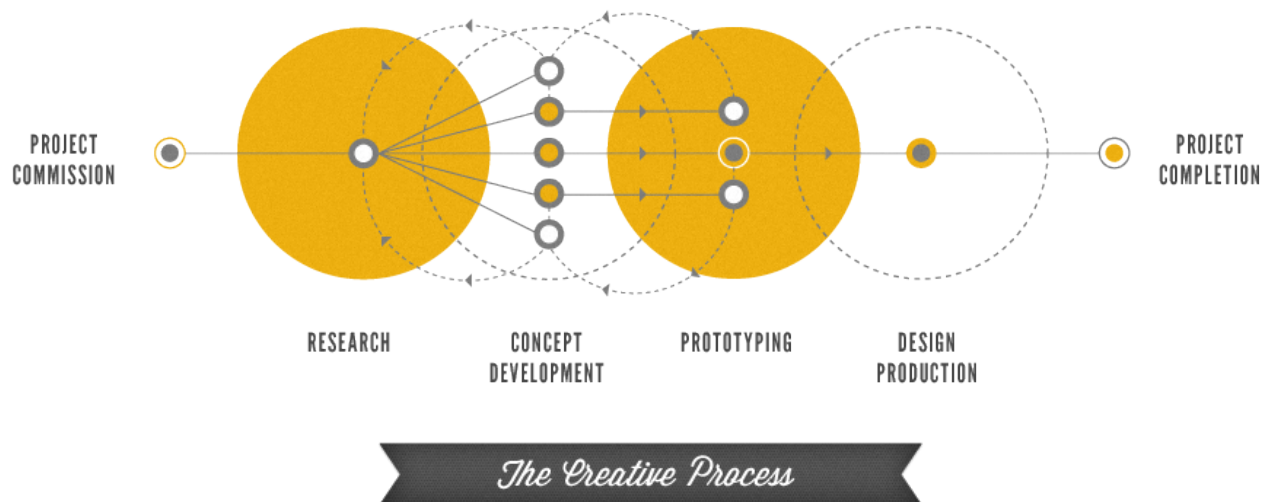 PROJECT
COMMISSION
PROJECT
COMPLETION
RESEARCH
CONCEPT
DEVELOPMENT
PROTOTYPING
DESIGN
PRODUCTION
The Creative Process